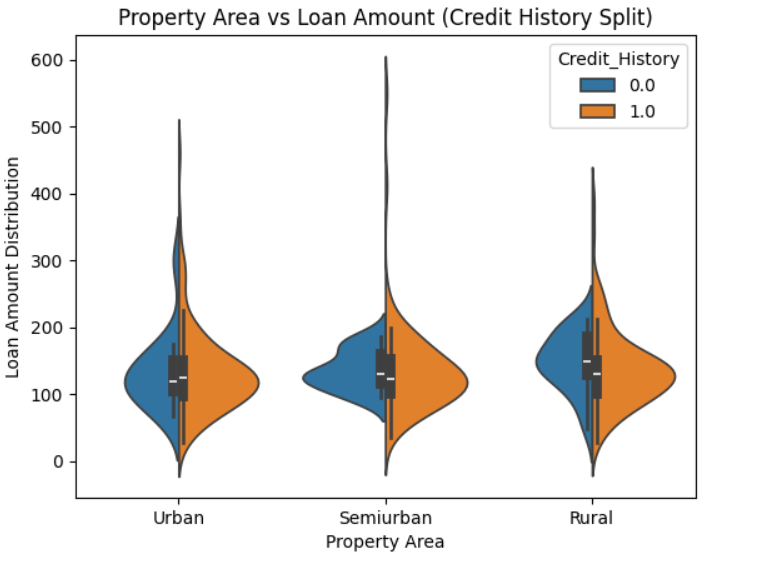 Property Area vs Loan Amount (Credit History Split)
Loan Amount Distribution
600
500
400
300
200
100
0
Credit_History
0.0
1.0
Urban
Semiurban
Rural
Property Area